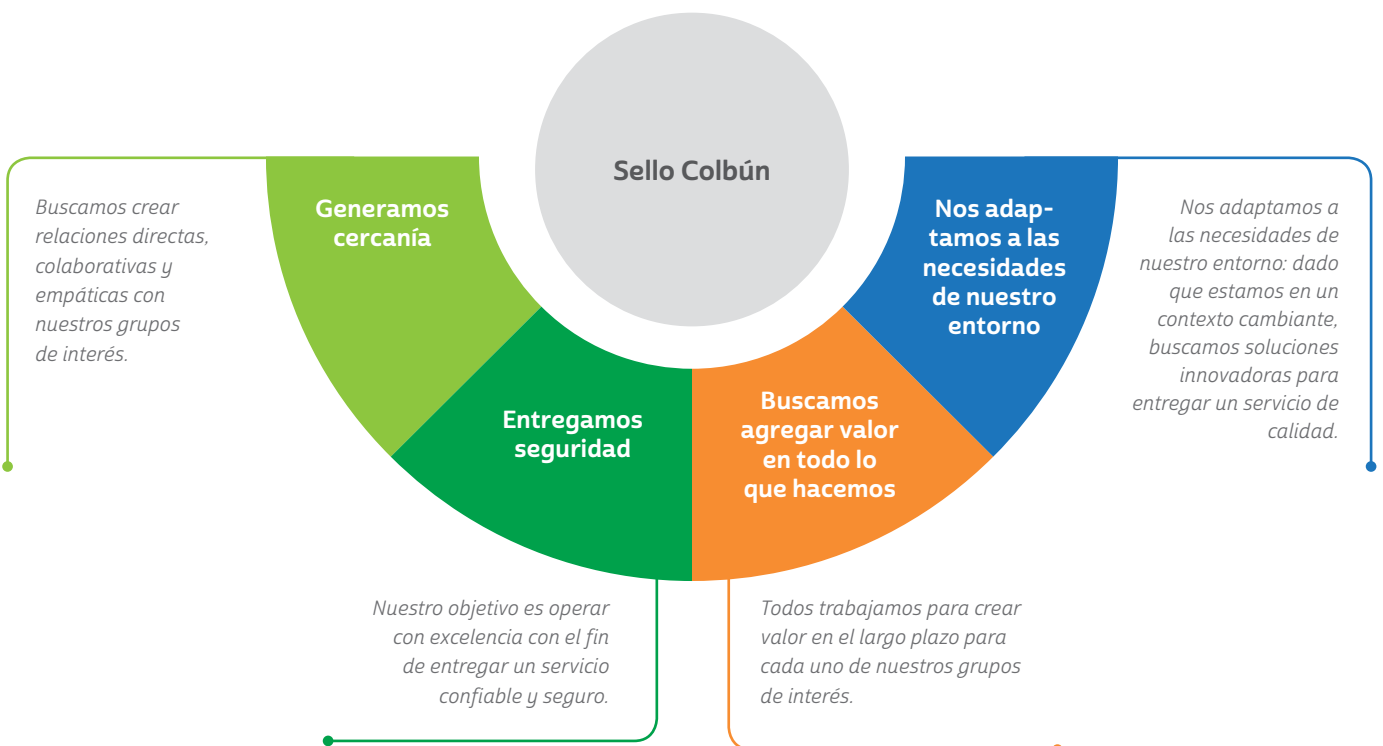 Sello Colbún
Generamos
cercanía
Buscamos crear
relaciones directas,
colaborativas y
empáticas con
nuestros grupos
de interés.
Entregamos
seguridad
Nuestro objetivo es operar
con excelencia con el fin
de entregar un servicio
confiable y seguro.
Buscamos
agregar valor
en todo lo
que hacemos
Todos trabajamos para crear
valor en el largo plazo para
cada uno de nuestros grupos
de interés.
Nos adap-
tamos a las
necesidades
de nuestro
entorno
Nos adaptamos a
las necesidades de
nuestro entorno: dado
que estamos en un
contexto cambiante,
buscamos soluciones
innovadoras para
entregar un servicio de
calidad.